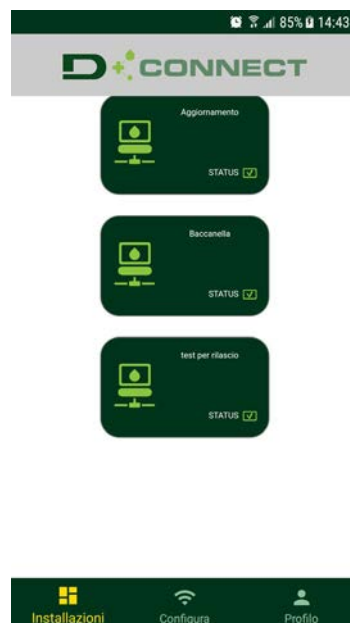 85% 14:43
D CONNECT
Aggiornamento
STATUS
Baccanella
STATUS
test per rilascio
STATUS
Installazioni Configura Profilo